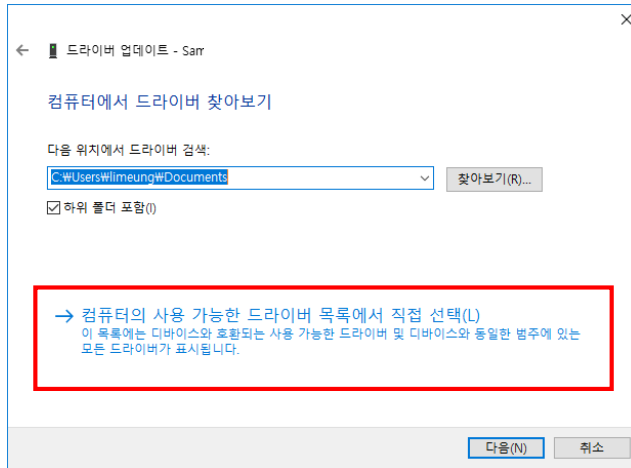 드라이버 업데이트 - Sam
컴퓨터에서 드라이버 찾아보기
다음 위치에서 드라이버 검색:
C:₩Users₩limeung₩Documents
찾아보기(R)...
하위 폴더 포함(I)
컴퓨터의 사용 가능한 드라이버 목록에서 직접 선택(L)
이 목록에는 디바이스와 호환되는 사용 가능한 드라이버 및 디바이스와 동일한 범주에 있는
모든 드라이버가 표시됩니다.
다음(N)
취소